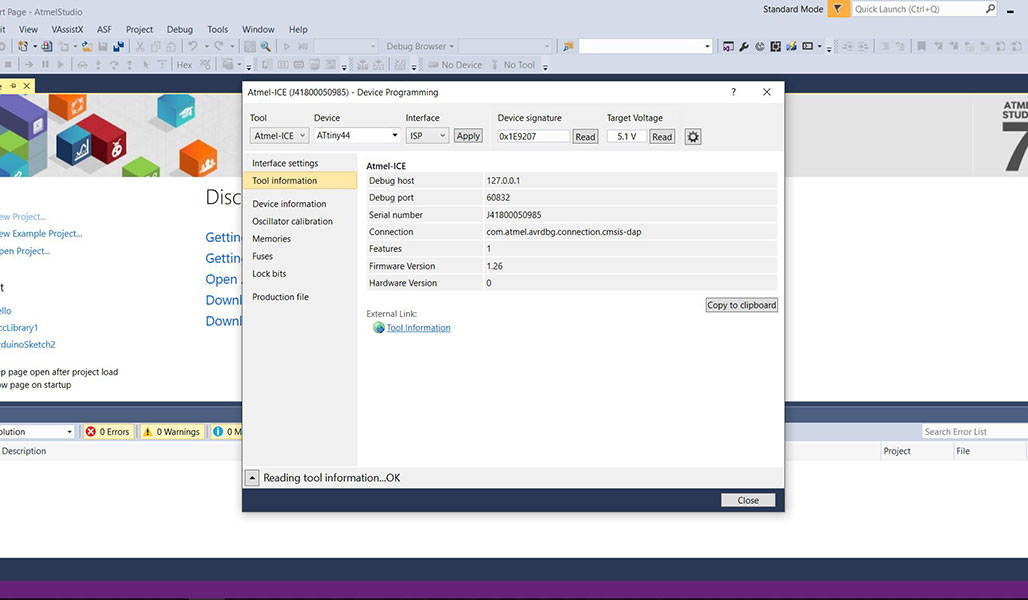 rt Page - AtmelStudio
Standard Mode
Quick Launch (Ctrl+Q)
it View VAssistX ASF Project Debug Tools Window Help
Debug Browser
Hex
No Device No Tool
Atmel-ICE (J41800050985) - Device Programming
? 
Tool Device Interface Device signature Target Voltage
Atmel-ICE ATtiny44 ISP Apply 0x1E9207 Read 5.1 V Read
Interface settings
Tool information
Device information
Oscillator calibration
Memories
Fuses
Lock bits
Production file
Atmel-ICE
Debug host 127.0.0.1
Debug port 60832
Serial number J41800050985
Connection com.atmel.avrdbg.connection.cmsis-dap
Features 1
Firmware Version 1.26
Hardware Version 0
Copy to clipboard
External Link:
Tool Information
Reading tool information...OK
Close
ATME
STUD
7
Disc
ew Project...
ew Example Project...
pen Project...
Gettin
Gettin
Open
Downl
Downl
t
ello
ccLibrary1
rduinoSketch2
p page open after project load
ow page on startup
olution 0 Errors 0 Warnings 0 M
Search Error List
Description Project File